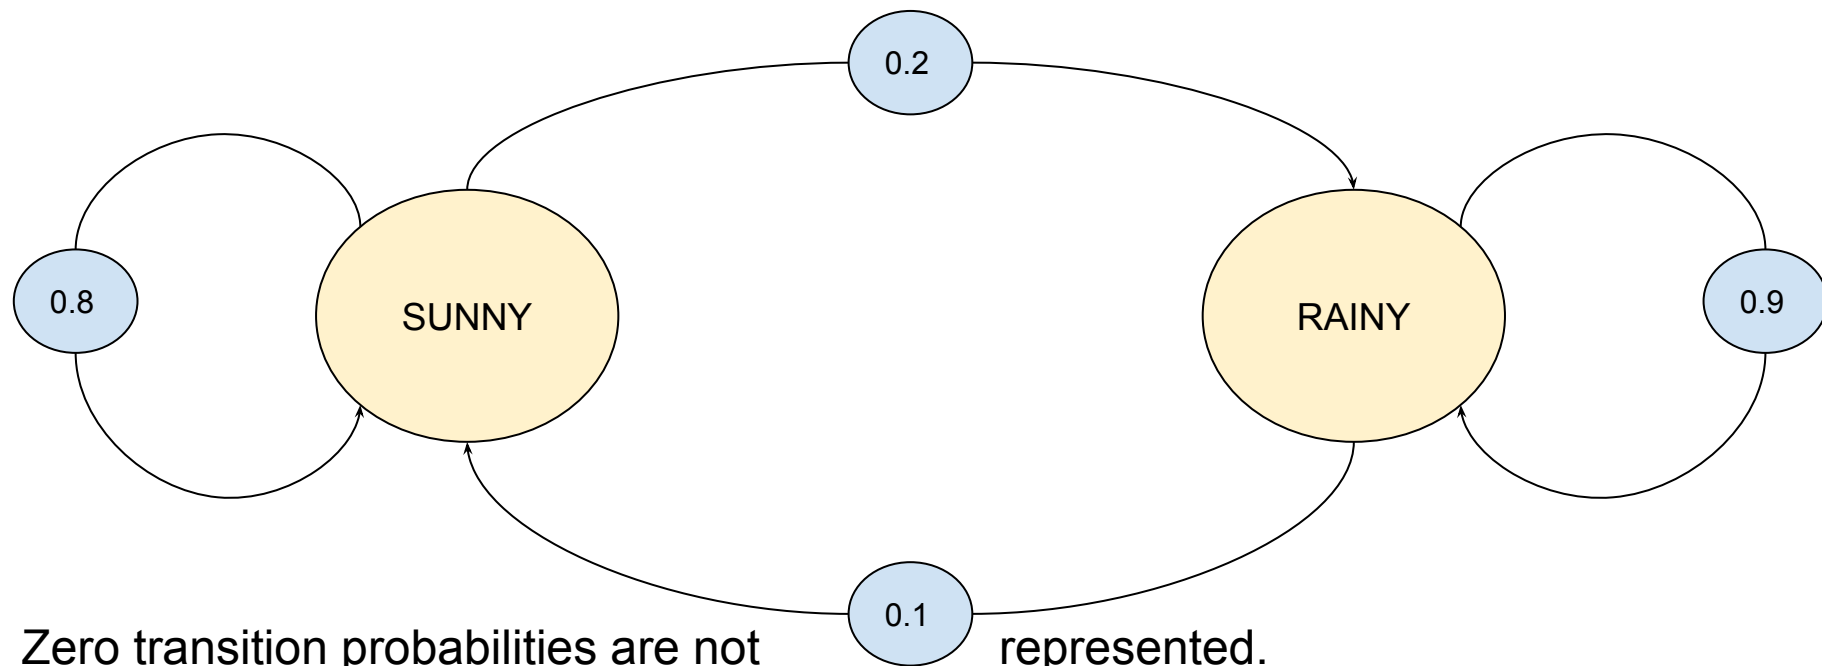 0.2
0.8
SUNNY
RAINY
0.9
0.1
Zero transition probabilities are not represented.